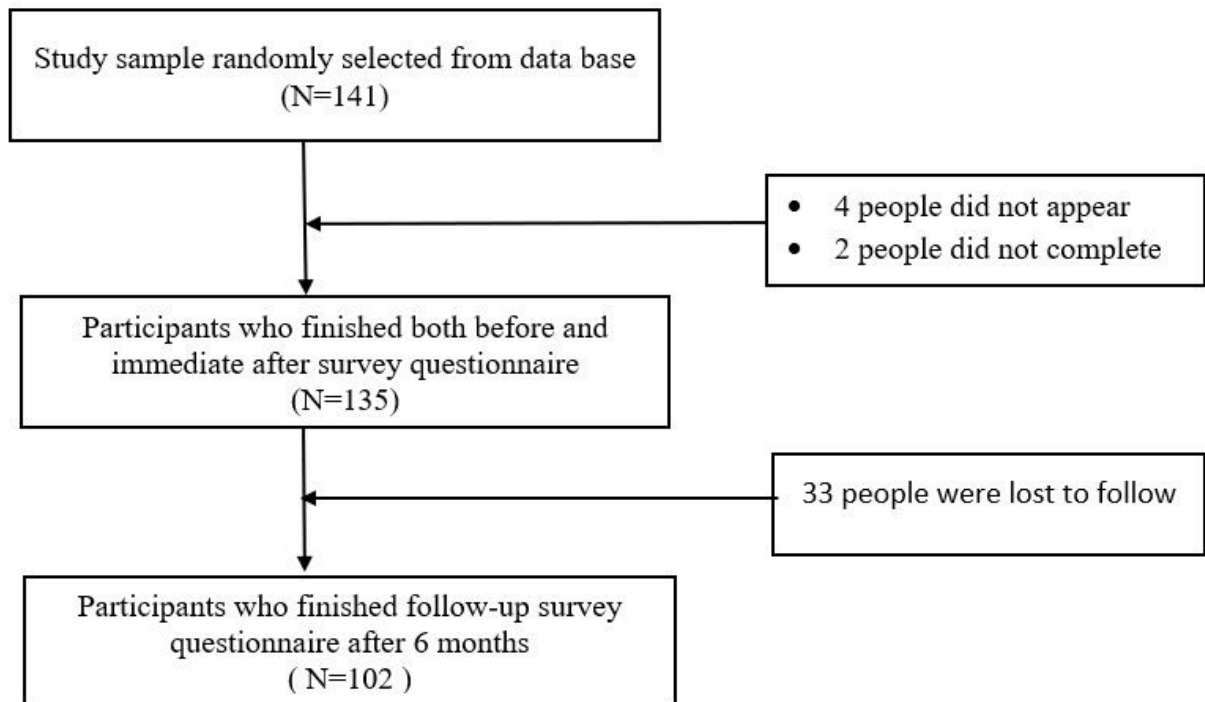 Study sample randomly selected from data base
(N=141)
• 4 people did not appear
• 2 people did not complete
Participants who finished both before and
immediate after survey questionnaire
(N=135)
33 people were lost to follow
Participants who finished follow-up survey
questionnaire after 6 months
( N=102 )